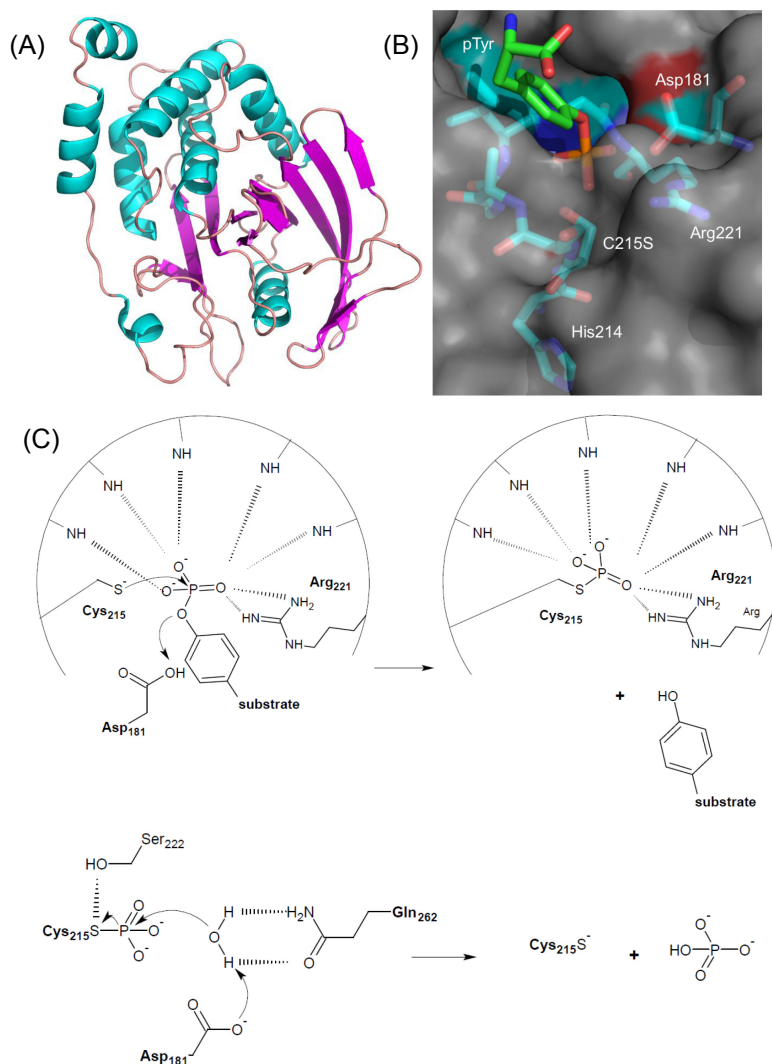 (A)
(B)
pTyr
Asp181
C215S
Arg221
His214
(C)
NH
NH
NH
NH
NH
O-
S-
O-
P
O
Cys215
Arg221
NH2
HN
NH
O
O
OH
Asp181
substrate
NH
NH
NH
NH
NH
O-
O-
P
O
S
Cys215
Arg221
NH2
HN
NH
Arg
+
HO
substrate
Ser222
HO
O
Cys215S
P
O-
O-
H
O
H
H2N
O
Gln262
O
O-
Asp181
Cys215S-
+
O-
HO
P
O-
O